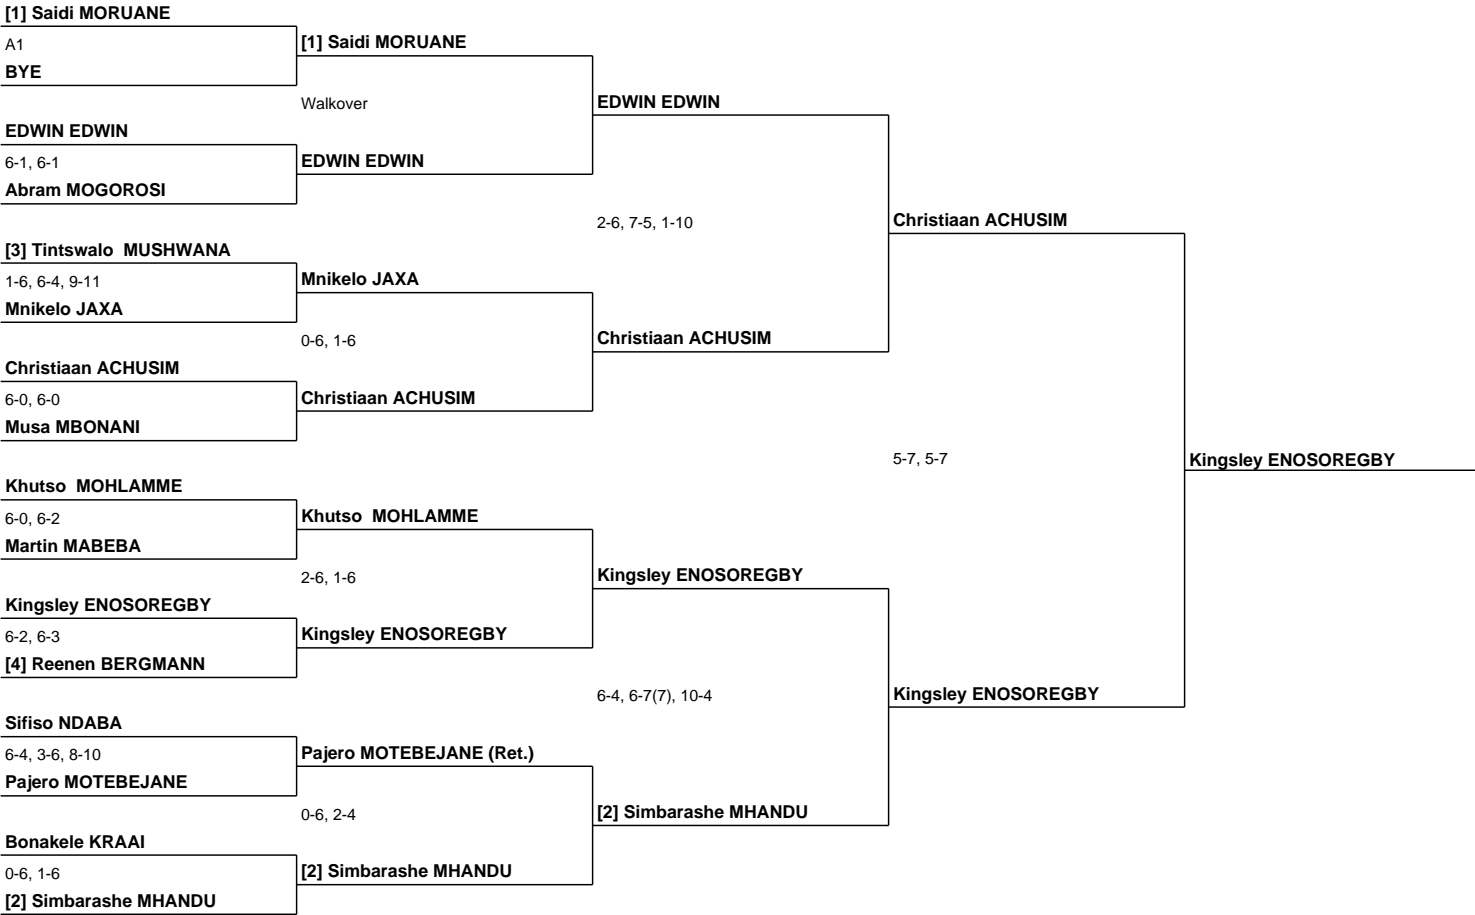 [1] Saidi MORUANE
A1
BYE
EDWIN EDWIN
6-1, 6-1
Abram MOGOROSI
[3] Tintswalo  MUSHWANA
1-6, 6-4, 9-11
Mnikelo JAXA
Christiaan ACHUSIM
6-0, 6-0
Musa MBONANI
Khutso  MOHLAMME
6-0, 6-2
Martin MABEBA
Kingsley ENOSOREGBY
6-2, 6-3
[4] Reenen BERGMANN
Sifiso NDABA
6-4, 3-6, 8-10
Pajero MOTEBEJANE
Bonakele KRAAI
0-6, 1-6
[2] Simbarashe MHANDU
[1] Saidi MORUANE
Walkover
EDWIN EDWIN
Mnikelo JAXA
0-6, 1-6
Christiaan ACHUSIM
Khutso  MOHLAMME
2-6, 1-6
Kingsley ENOSOREGBY
Pajero MOTEBEJANE (Ret.)
0-6, 2-4
[2] Simbarashe MHANDU
EDWIN EDWIN
2-6, 7-5, 1-10
Christiaan ACHUSIM
Kingsley ENOSOREGBY
6-4, 6-7(7), 10-4
[2] Simbarashe MHANDU
Christiaan ACHUSIM
5-7, 5-7
Kingsley ENOSOREGBY
Kingsley ENOSOREGBY